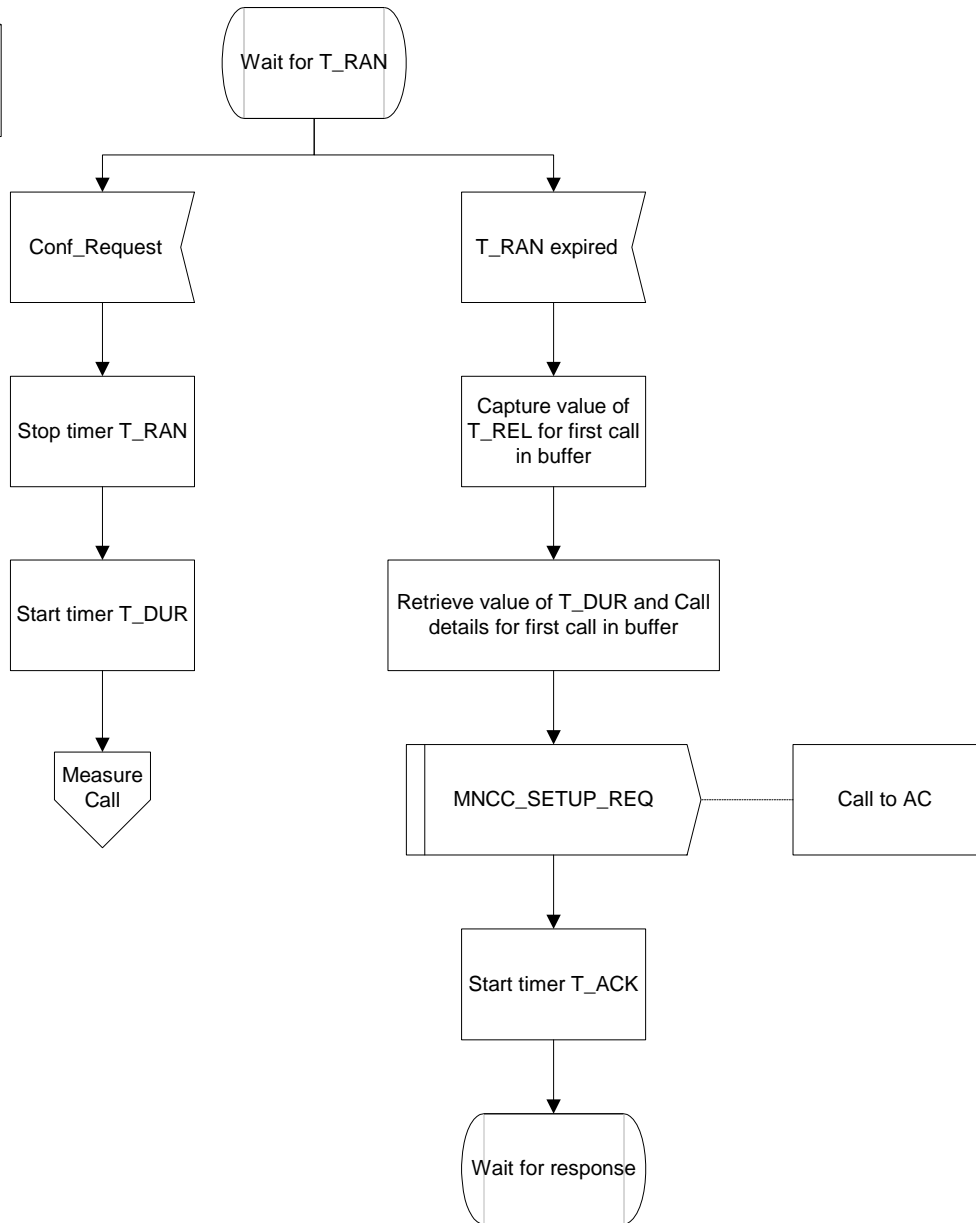 Wait for T_RAN
Conf_Request
T_RAN expired
Stop timer T_RAN
Capture value of
T_REL for first call
in buffer
Start timer T_DUR
Retrieve value of T_DUR and Call
details for first call in buffer
Measure
Call
MNCC_SETUP_REQ
Call to AC
Start timer T_ACK
Wait for response